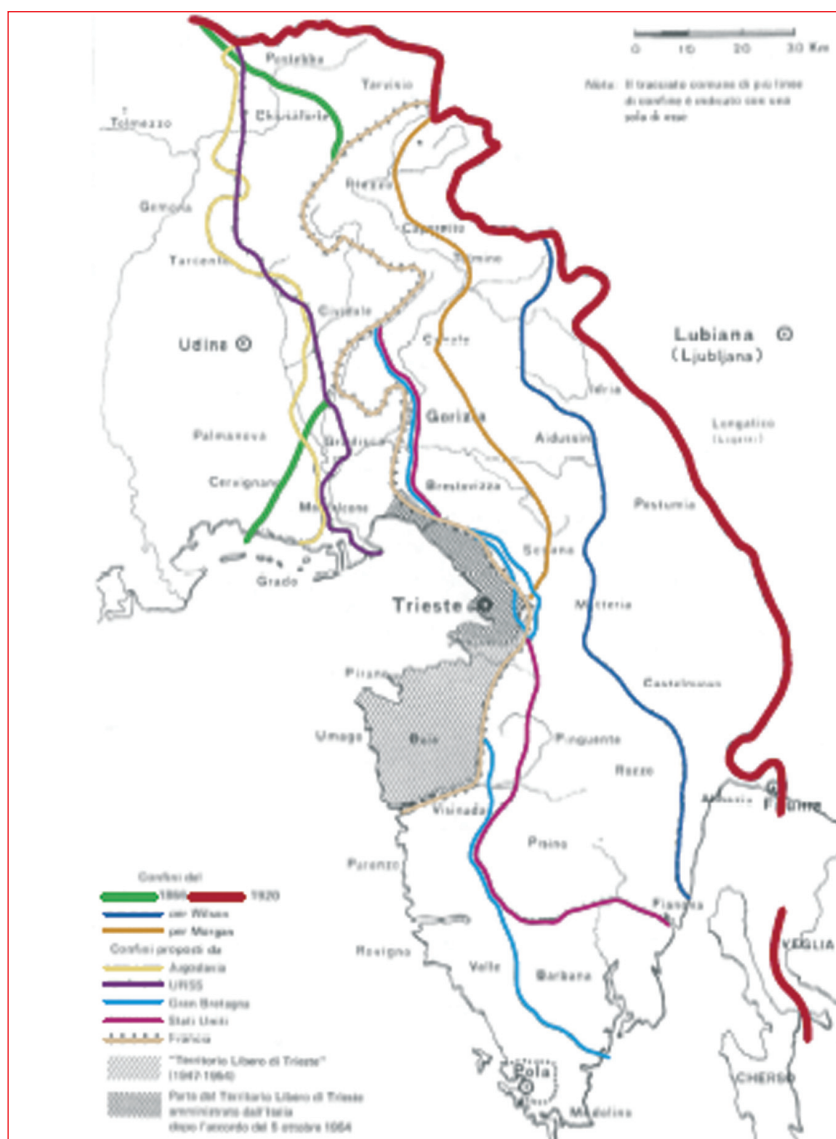 0 10 20 30 Km
Nota: Il tracciato comune di più linee
di confine è indicato con una
sola di esse
Pontebba
Tarvisio
Chiusaforte
Tolmezzo
Plezzo
Gemona
Caporetto
Tolmino
Tarcento
Cividale
Canale
Udine
Lubiana
(Ljubljana)
Idria
Gorizia
Longatico
Aidussina
Palmanova
Gradisca
Cervignano
Brestovizza
Monfalcone
Postumia
Sesana
Grado
Trieste
Matteria
Pirano
Castelnuovo
Umago
Buie
Pinguente
Rozzo
Abbazia
Fiume
Visinada
Parenzo
Pisino
Confini del
1866 1920
per Wilson
Fianona
per Morgan
Confini proposti da
VEGLIA
Rovigno
Jugoslavia
Valle
Barbana
URSS
Gran Bretagna
Stati Uniti
Francia
"Territorio Libero di Trieste"
(1947-1954)
Pola
CHERSO
Parte del Territorio Libero di Trieste
amministrato dall'Italia
dopo l'accordo del 5 ottobre 1954
Medolino